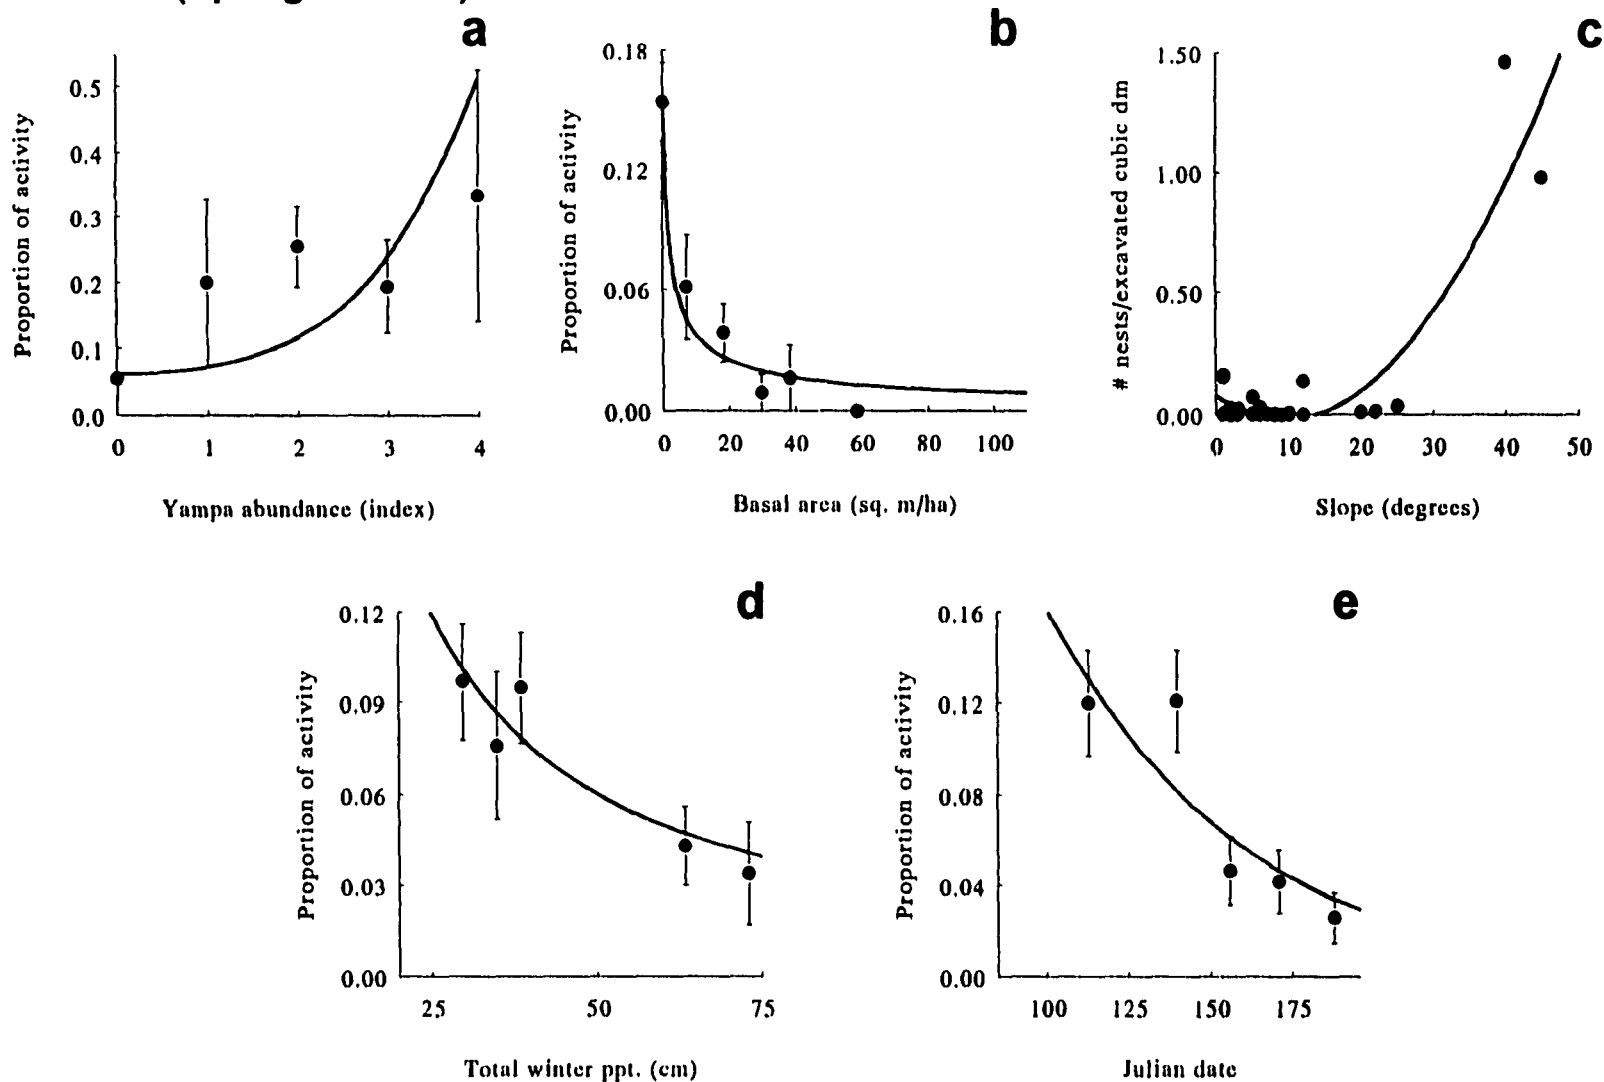 a
Proportion of activity
0.5
0.4
0.3
0.2
0.1
0.0
0 1 2 3 4
Yampa abundance (index)
b
Proportion of activity
0.18
0.12
0.06
0.00
0 20 40 60 80 100
Basal area (sq. m/ha)
c
# nests/excavated cubic dm
1.50
1.00
0.50
0.00
0 10 20 30 40 50
Slope (degrees)
d
Proportion of activity
0.12
0.09
0.06
0.03
0.00
25 50 75
Total winter ppt. (cm)
e
Proportion of activity
0.16
0.12
0.08
0.04
0.00
100 125 150 175
Julian date